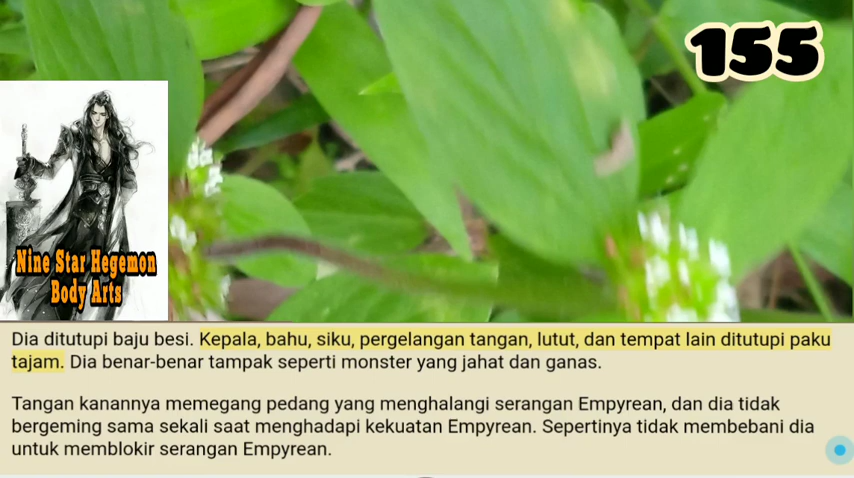 155
Nine Star Hegemon
Body Arts
Dia ditutupi baju besi. Kepala, bahu, siku, pergelangan tangan, lutut, dan tempat lain ditutupi paku
tajam. Dia benar-benar tampak seperti monster yang jahat dan ganas.
Tangan kanannya memegang pedang yang menghalangi serangan Empyrean, dan dia tidak
bergeming sama sekali saat menghadapi kekuatan Empyrean. Sepertinya tidak membebani dia
untuk memblokir serangan Empyrean.